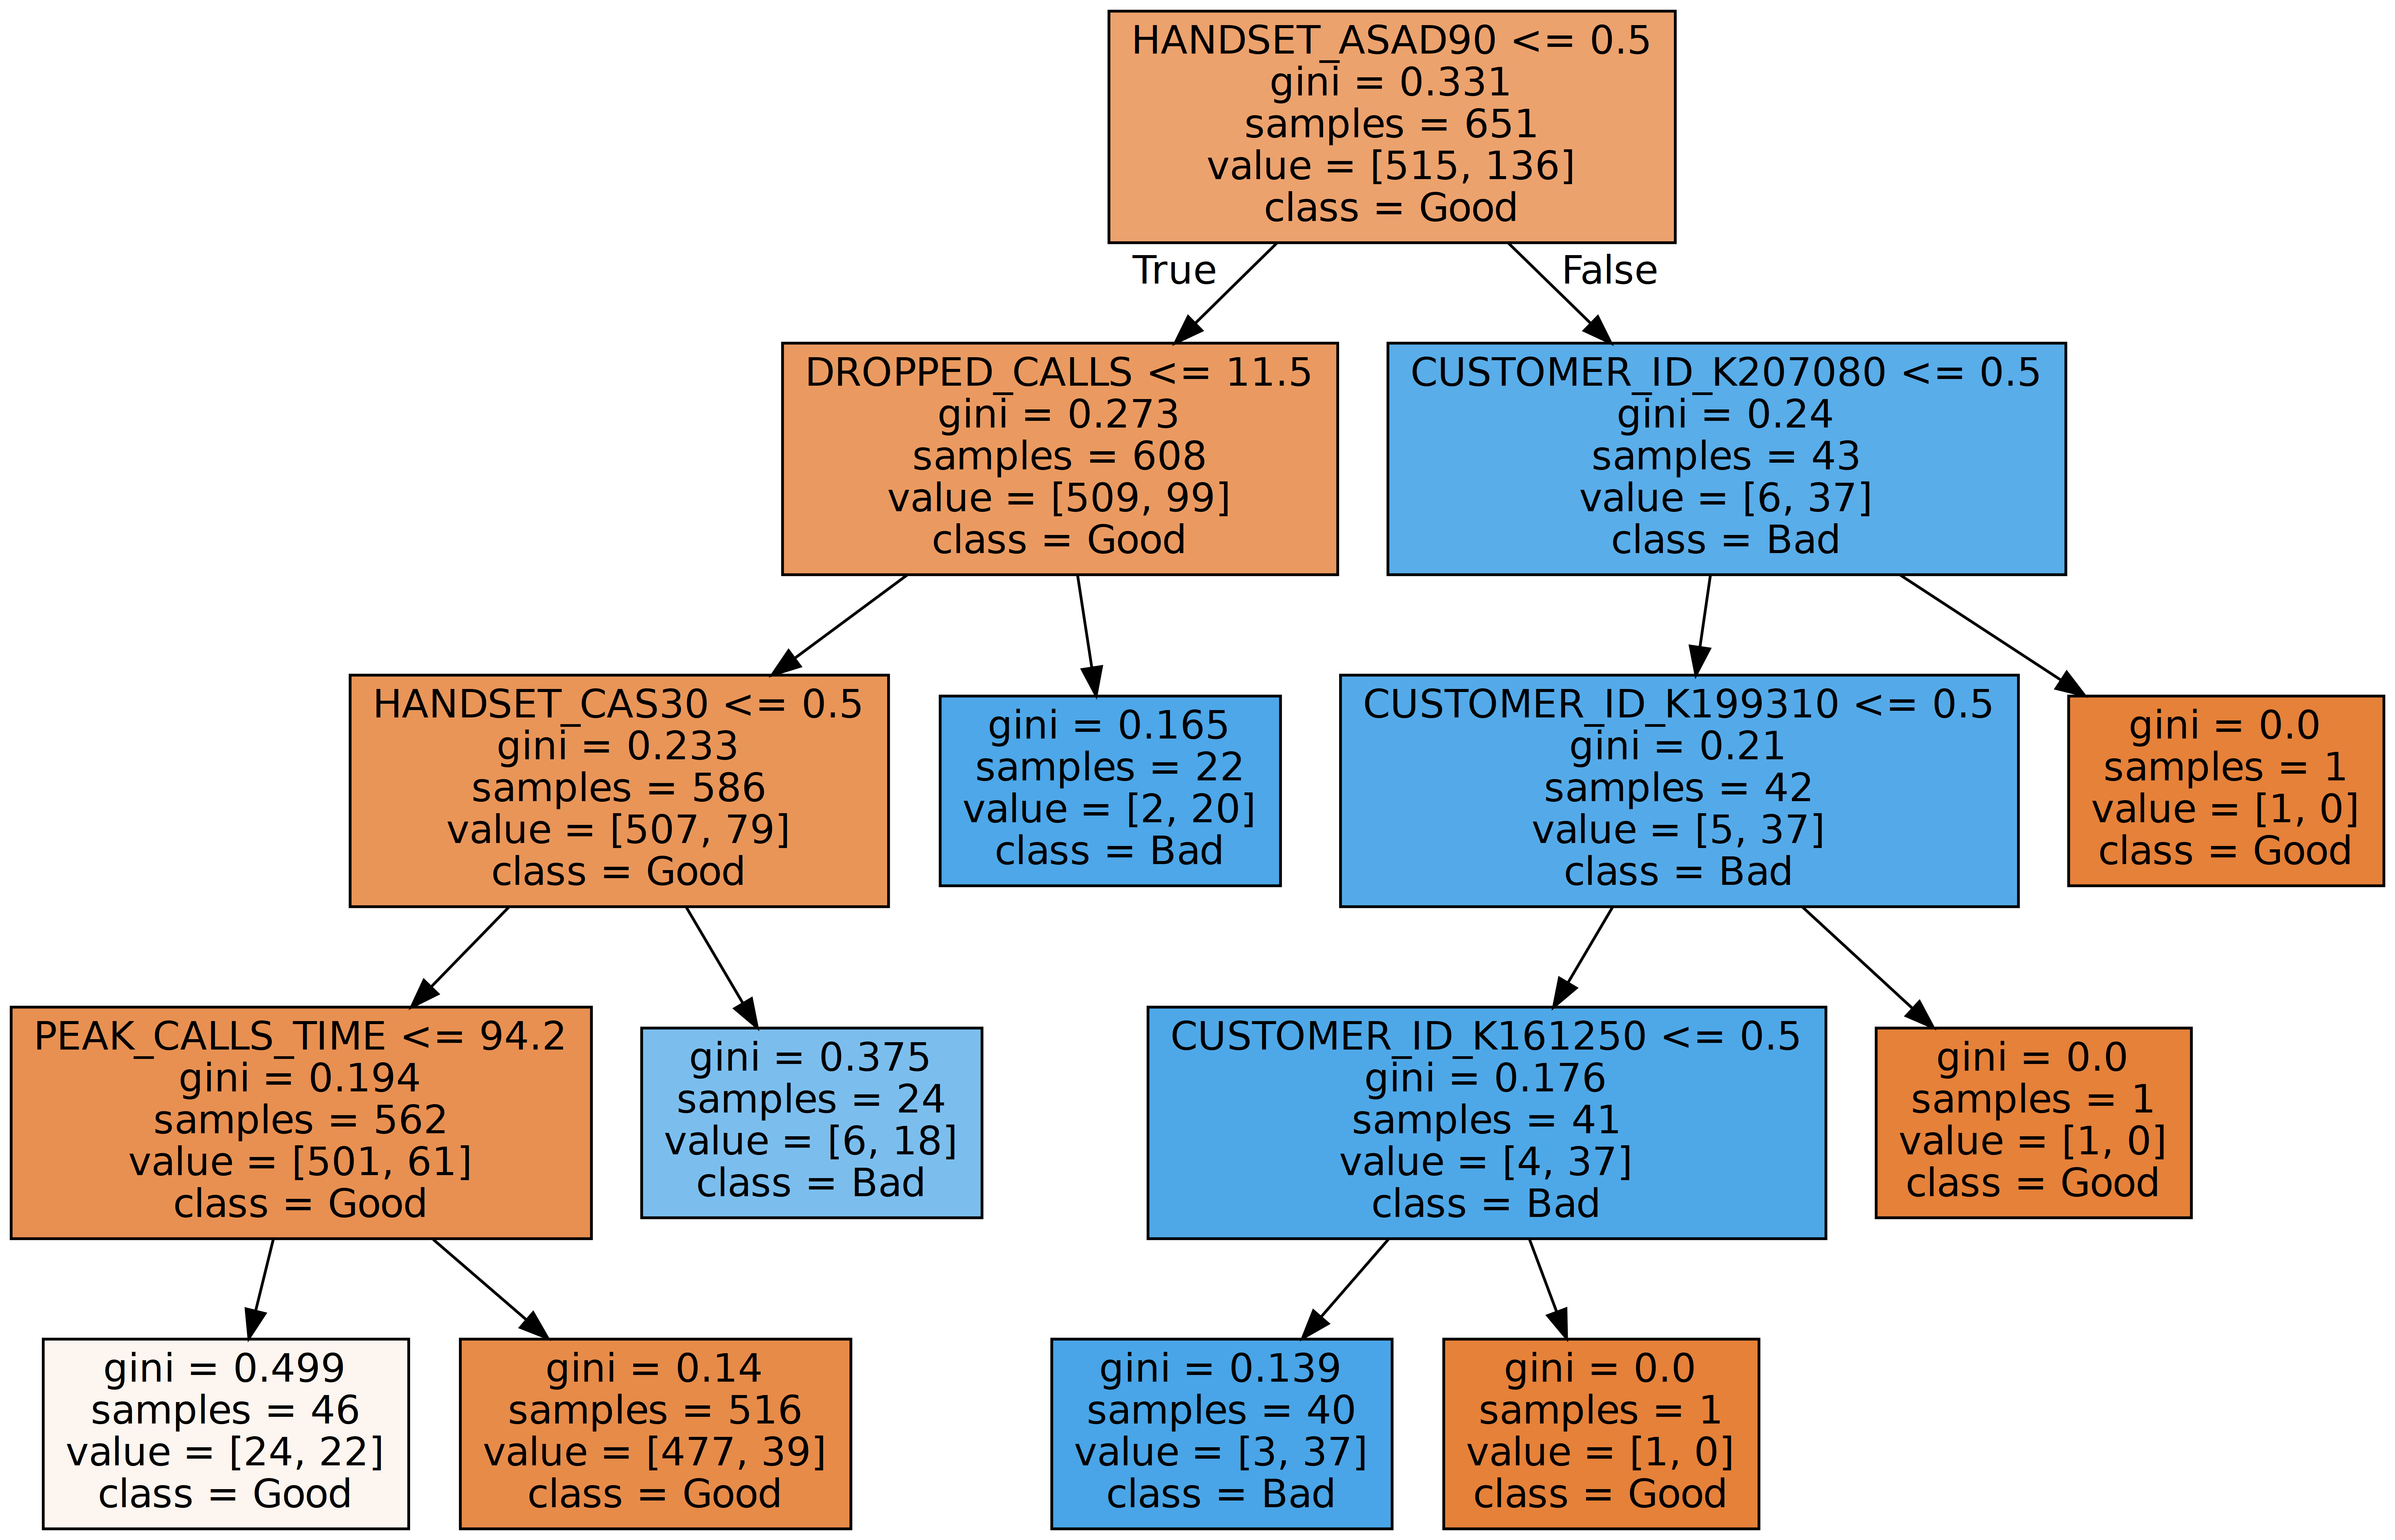 HANDSET_ASAD90 <= 0.5
gini = 0.331
samples = 651
value = [515, 136]
class = Good
True
False
DROPPED_CALLS <= 11.5
gini = 0.273
samples = 608
value = [509, 99]
class = Good
CUSTOMER_ID_K207080 <= 0.5
gini = 0.24
samples = 43
value = [6, 37]
class = Bad
HANDSET_CAS30 <= 0.5
gini = 0.233
samples = 586
value = [507, 79]
class = Good
gini = 0.165
samples = 22
value = [2, 20]
class = Bad
CUSTOMER_ID_K199310 <= 0.5
gini = 0.21
samples = 42
value = [5, 37]
class = Bad
gini = 0.0
samples = 1
value = [1, 0]
class = Good
PEAK_CALLS_TIME <= 94.2
gini = 0.194
samples = 562
value = [501, 61]
class = Good
gini = 0.375
samples = 24
value = [6, 18]
class = Bad
CUSTOMER_ID_K161250 <= 0.5
gini = 0.176
samples = 41
value = [4, 37]
class = Bad
gini = 0.0
samples = 1
value = [1, 0]
class = Good
gini = 0.499
samples = 46
value = [24, 22]
class = Good
gini = 0.14
samples = 516
value = [477, 39]
class = Good
gini = 0.139
samples = 40
value = [3, 37]
class = Bad
gini = 0.0
samples = 1
value = [1, 0]
class = Good